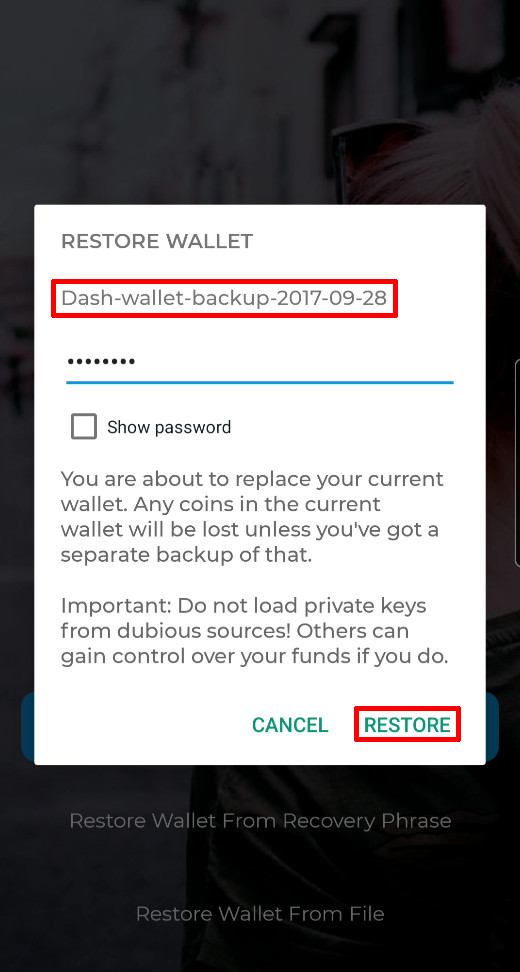 RESTORE WALLET
Dash-wallet-backup-2017-09-28
••••••••
Show password
You are about to replace your current
wallet. Any coins in the current
wallet will be lost unless you've got a
separate backup of that.
Important: Do not load private keys
from dubious sources! Others can
gain control over your funds if you do.
CANCEL RESTORE
Restore Wallet From Recovery Phrase
Restore Wallet From File